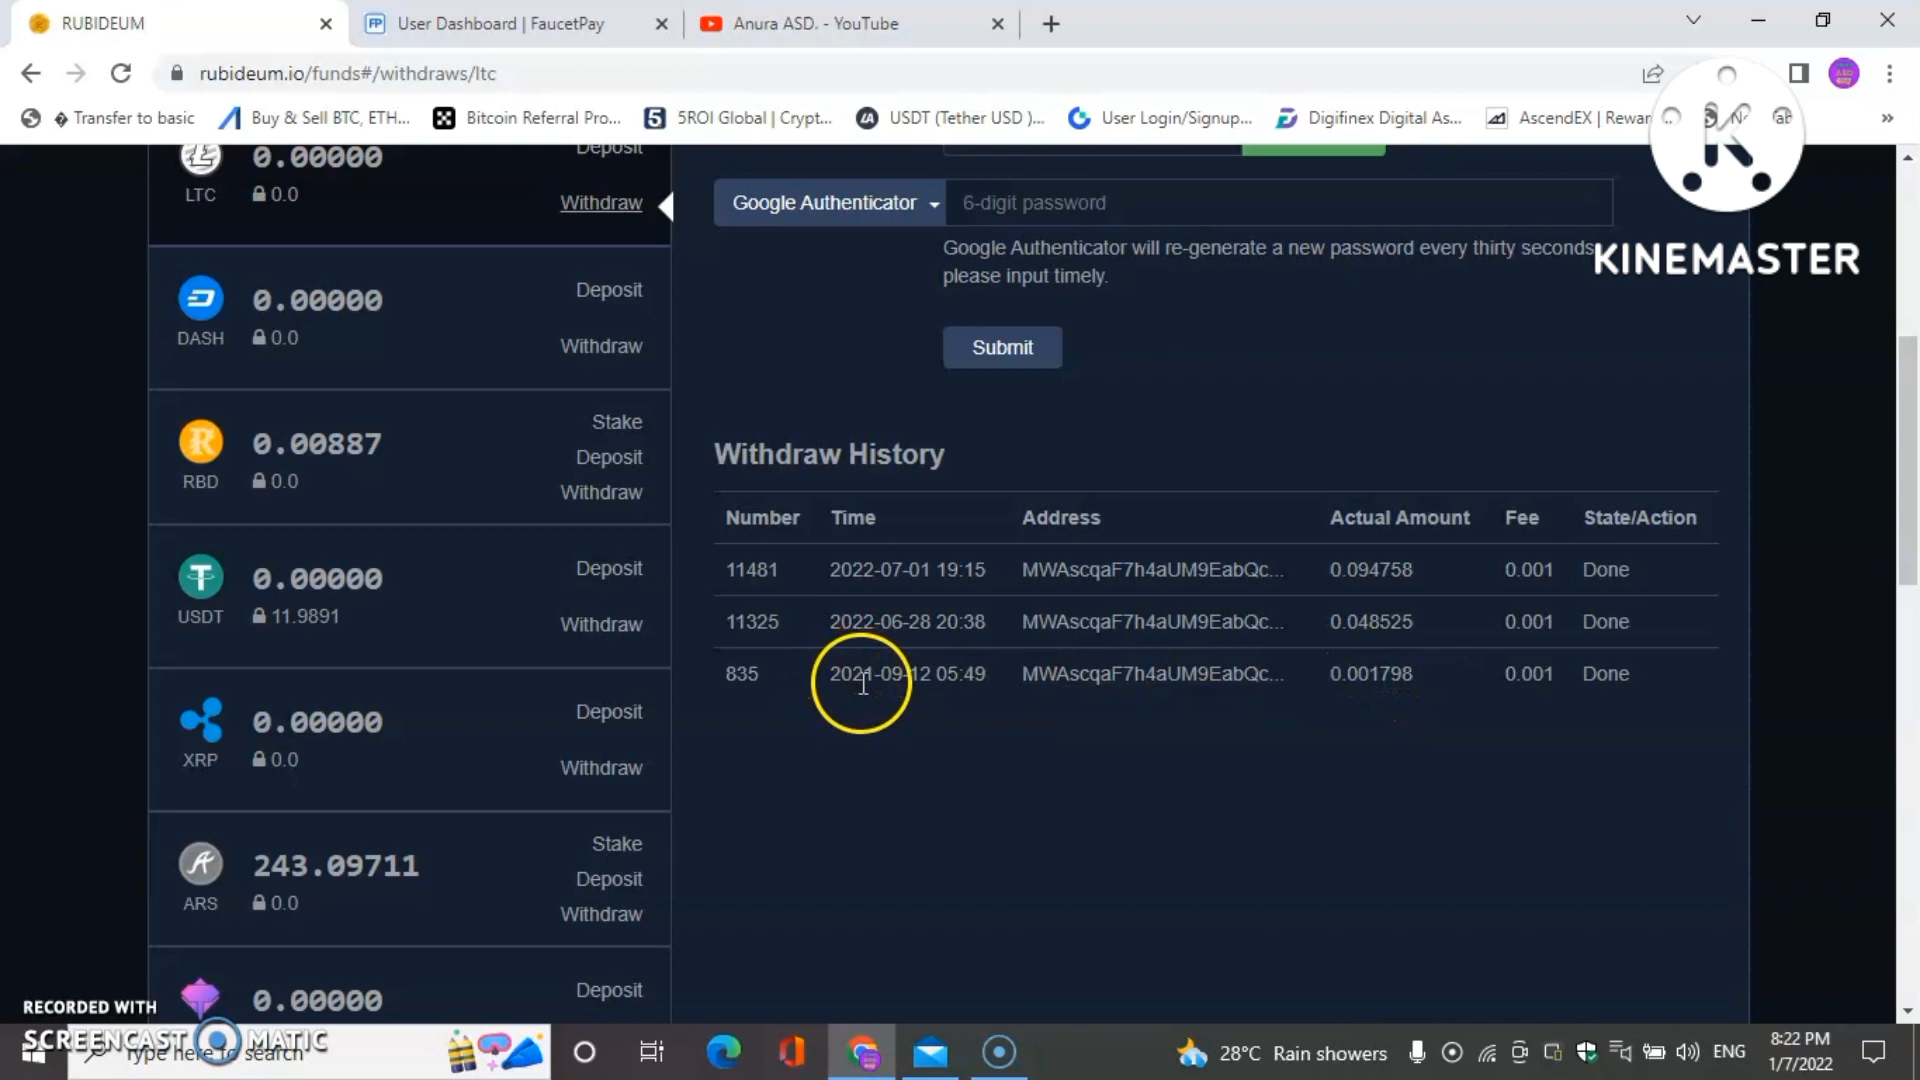 RUBIDEUM
User Dashboard | FaucetPay
Anura ASD. - YouTube
rubideum.io/funds#/withdraws/ltc
Transfer to basic
Buy & Sell BTC, ETH...
Bitcoin Referral Pro...
5ROI Global | Crypt...
USDT (Tether USD )...
User Login/Signup...
Digifinex Digital As...
AscendEX | Rewar
KINEMASTER
LTC
0.00000
0.0
Deposit
Withdraw
DASH
0.00000
0.0
Deposit
Withdraw
RBD
0.00887
0.0
Stake
Deposit
Withdraw
USDT
0.00000
11.9891
Deposit
Withdraw
XRP
0.00000
0.0
Deposit
Withdraw
ARS
243.09711
0.0
Stake
Deposit
Withdraw
0.00000
Deposit
Google Authenticator
6-digit password
Google Authenticator will re-generate a new password every thirty seconds
please input timely.
Submit
Withdraw History
Number Time Address Actual Amount Fee State/Action
11481 2022-07-01 19:15 MWAscqaF7h4aUM9EabQc... 0.094758 0.001 Done
11325 2022-06-28 20:38 MWAscqaF7h4aUM9EabQc... 0.048525 0.001 Done
835 2021-09-12 05:49 MWAscqaF7h4aUM9EabQc... 0.001798 0.001 Done
RECORDED WITH
SCREENCAST MATIC
Type here to search
28°C Rain showers
ENG
8:22 PM
1/7/2022